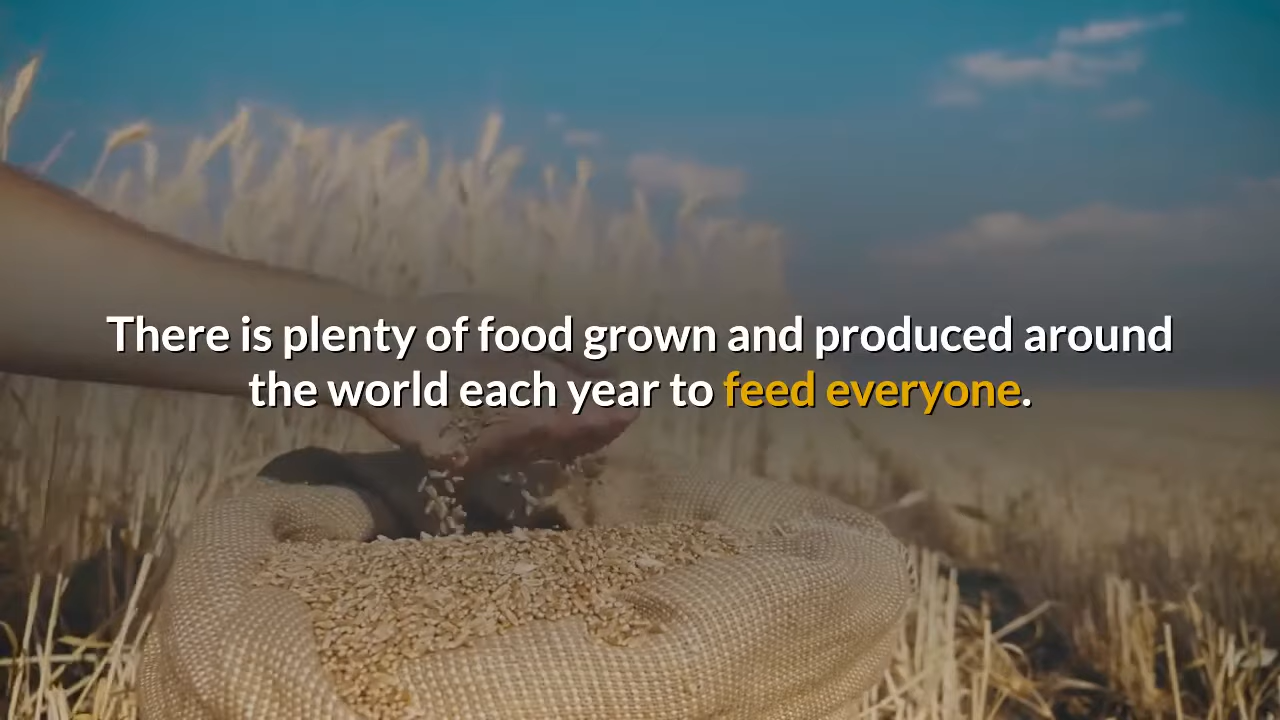 There is plenty of food grown and produced around
the world each year to feed everyone.